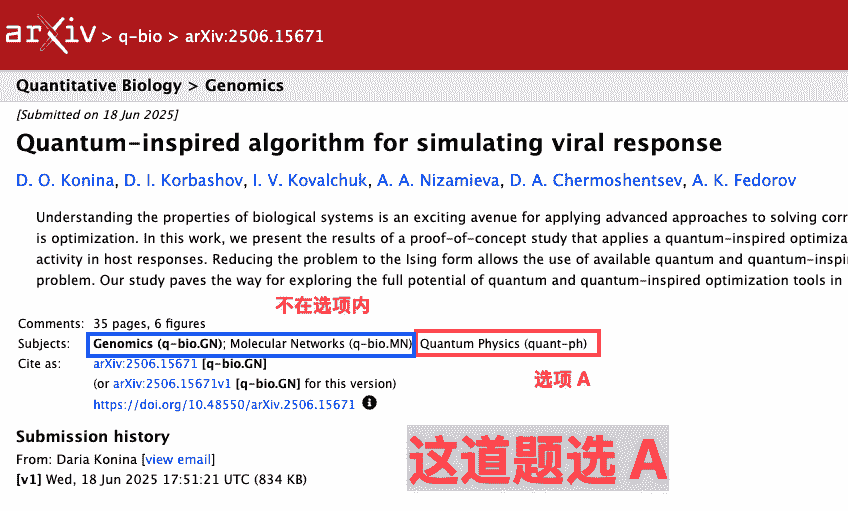 arXiv > q-bio > arXiv:2506.15671
Quantitative Biology > Genomics
[Submitted on 18 Jun 2025]
Quantum-inspired algorithm for simulating viral response
D. O. Konina, D. I. Korbashov, I. V. Kovalchuk, A. A. Nizamieva, D. A. Chermoshentsev, A. K. Fedorov
Understanding the properties of biological systems is an exciting avenue for applying advanced approaches to solving corr
is optimization. In this work, we present the results of a proof-of-concept study that applies a quantum-inspired optimiza
activity in host responses. Reducing the problem to the Ising form allows the use of available quantum and quantum-inspi
problem. Our study paves the way for exploring the full potential of quantum and quantum-inspired optimization tools in
不在选项内
Comments: 35 pages, 6 figures
Subjects: Genomics (q-bio.GN); Molecular Networks (q-bio.MN) Quantum Physics (quant-ph)
Cite as: arXiv:2506.15671 [q-bio.GN]
选项 A
(or arXiv:2506.15671v1 [q-bio.GN] for this version)
https://doi.org/10.48550/arXiv.2506.15671
Submission history
From: Daria Konina [view email]
[v1] Wed, 18 Jun 2025 17:51:21 UTC (834 KB)
这道题选 A